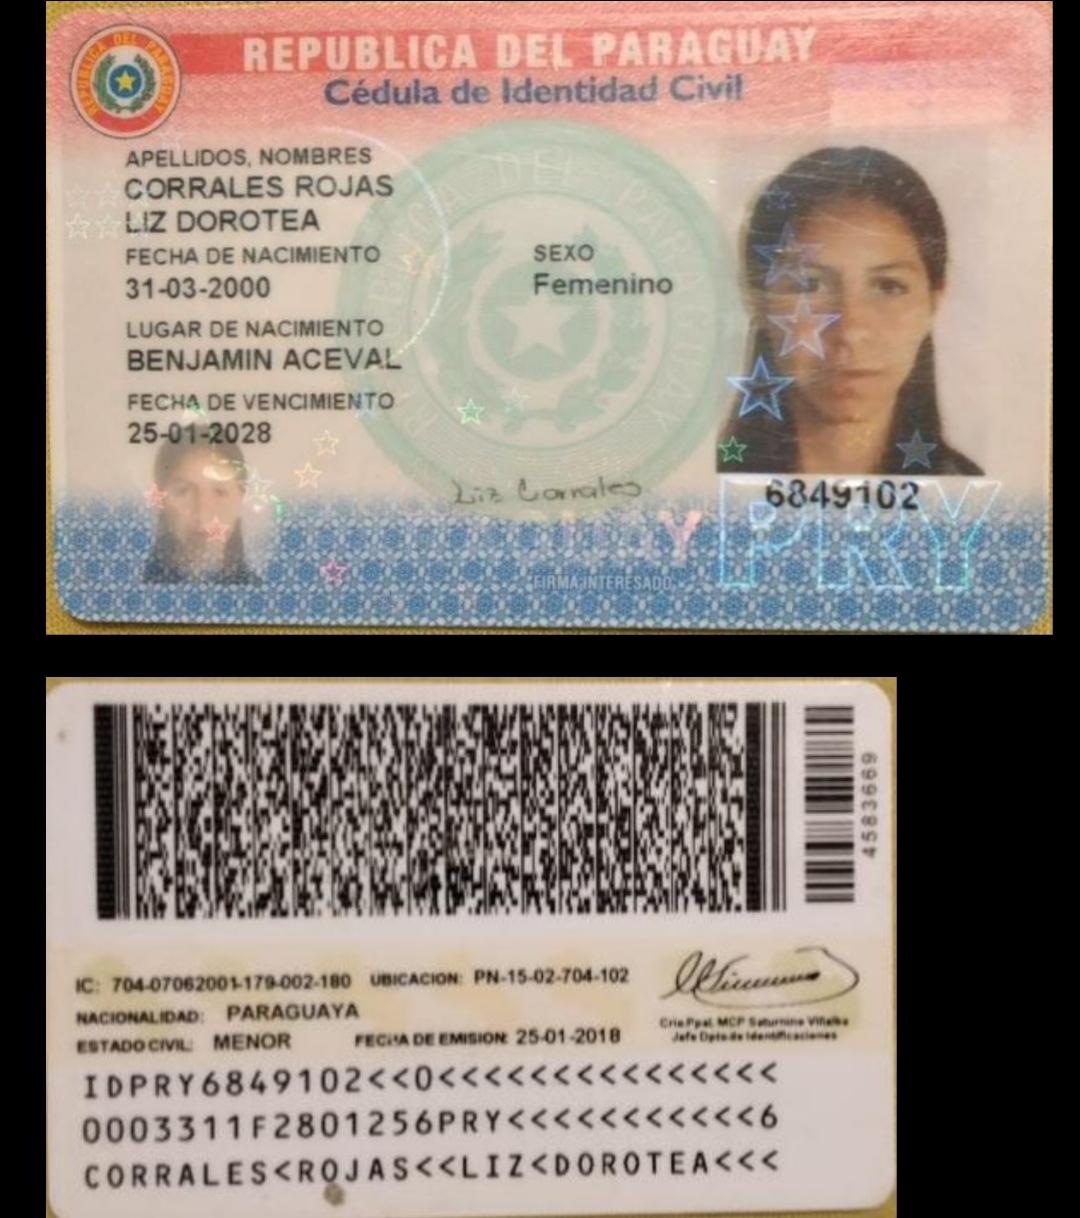 REPUBLICA DEL PARAGUAY
Cédula de Identidad Civil
APELLIDOS, NOMBRES
CORRALES ROJAS
LIZ DOROTEA
FECHA DE NACIMIENTO
31-03-2000
SEXO
Femenino
LUGAR DE NACIMIENTO
BENJAMIN ACEVAL
FECHA DE VENCIMIENTO
25-01-2028
Liz Corrales
6849102
PRY
FIRMA INTERESADO
4583669
IC: 704-07062001-179-002-180 UBICACION: PN-15-02-704-102
NACIONALIDAD: PARAGUAYA
ESTADO CIVIL: MENOR FECHA DE EMISION: 25-01-2018
Crio Ppal. MCP Saturnino Villalba
Jefe Dpto de Identificaciones
IDPRY6849102<<0<<<<<<<<<<<<<<<
0003311F2801256PRY<<<<<<<<<<<6
CORRALES<ROJAS<<LIZ<DOROTEA<<<